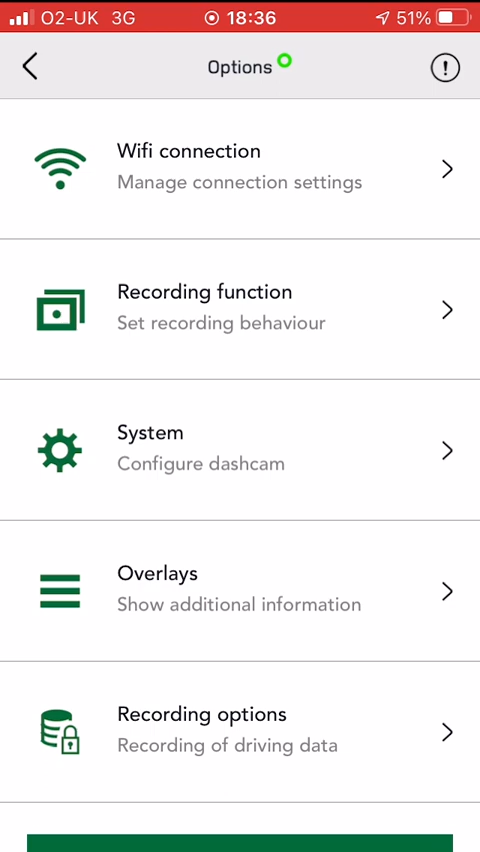 O2-UK 3G 18:36 51%
Options
Wifi connection
Manage connection settings
Recording function
Set recording behaviour
System
Configure dashcam
Overlays
Show additional information
Recording options
Recording of driving data